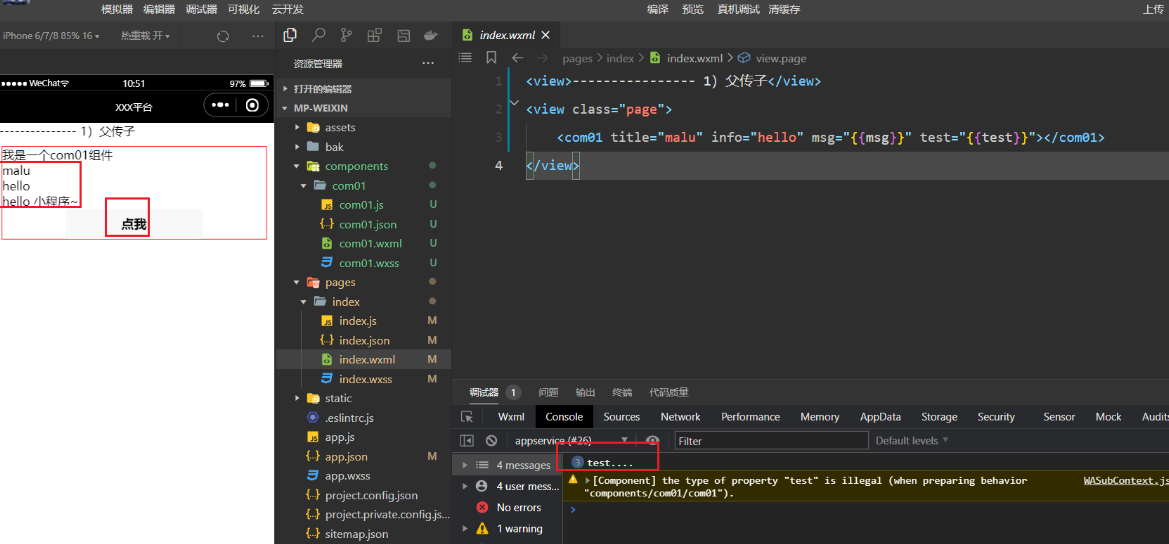 模拟器 编辑器 调试器 可视化 云开发 编译 预览 真机调试 清缓存 上传
iPhone 6/7/8 85% 16 热重载 开
WeChat 10:51 97%
XXX平台
--------------- 1）父传子
我是一个com01组件
malu
hello
hello 小程序~
点我
资源管理器 ...
打开的编辑器
MP-WEIXIN
assets
bak
components
com01
com01.js U
com01.json U
com01.wxml U
com01.wxss U
pages
index
index.js M
index.json M
index.wxml M
index.wxss M
static
.eslintrc.js
app.js
app.json M
app.wxss
project.config.json
project.private.config.js...
sitemap.json
index.wxml
pages > index > index.wxml > view.page
1 <view>---------------- 1）父传子</view>
2 <view class="page">
3 <com01 title="malu" info="hello" msg="{{msg}}" test="{{test}}"></com01>
4 </view>
调试器 1 问题 输出 终端 代码质量
Wxml Console Sources Network Performance Memory AppData Storage Security Sensor Mock Audits
appservice (#26) Filter Default levels
4 messages
4 user mess...
No errors
1 warning
3 test....
[Component] the type of property "test" is illegal (when preparing behavior WASubContext.js
"components/com01/com01").